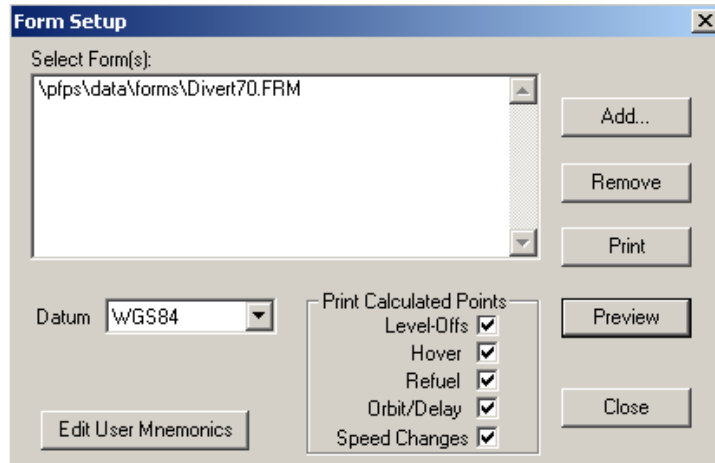 Form Setup
Select Form(s):
\pfps\data\forms\Divert70.FRM
Add...
Remove
Print
Datum WGS84
Print Calculated Points
Level-Offs
Hover
Refuel
Orbit/Delay
Speed Changes
Preview
Close
Edit User Mnemonics